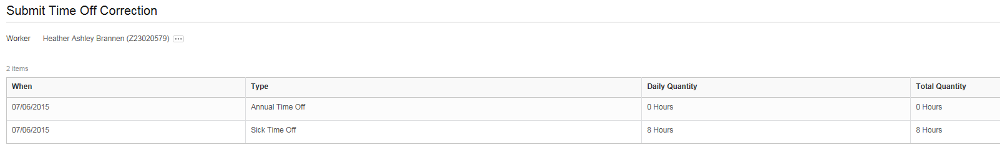 Submit Time Off Correction
Worker Heather Ashley Brannen (Z23020579)
2 items
When Type Daily Quantity Total Quantity
07/06/2015 Annual Time Off 0 Hours 0 Hours
07/06/2015 Sick Time Off 8 Hours 8 Hours